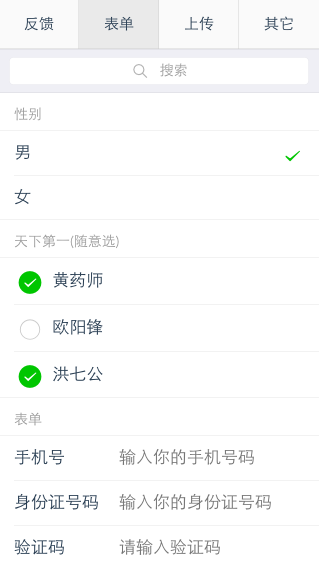 反馈 表单 上传 其它
搜索
性别
男
女
天下第一(随意选)
黄药师
欧阳锋
洪七公
表单
手机号 输入你的手机号码
身份证号码 输入你的身份证号码
验证码 请输入验证码